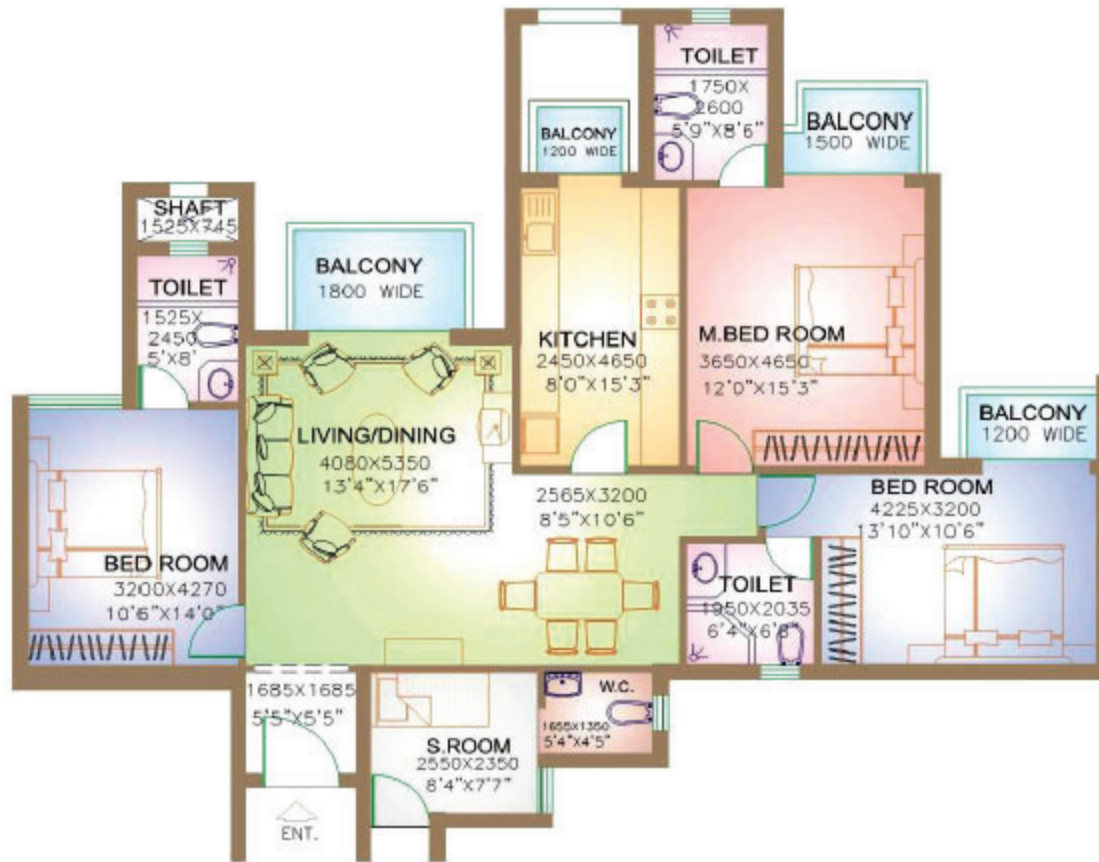 TOILET
1750X
2600
5'9"X8'6"
BALCONY
1200 WIDE
BALCONY
1500 WIDE
SHAFT
1525X745
TOILET
1525X
2450
5'X8'
BALCONY
1800 WIDE
KITCHEN
2450X4650
8'0"X15'3"
M.BED ROOM
3650X4650
12'0"X15'3"
BALCONY
1200 WIDE
LIVING/DINING
4080X5350
13'4"X17'6"
2565X3200
8'5"X10'6"
BED ROOM
4225X3200
13'10"X10'6"
BED ROOM
3200X4270
10'6"X14'0"
TOILET
1950X2035
6'4"X6'8"
1685X1685
5'5"X5'5"
S.ROOM
2550X2350
8'4"X7'7"
W.C.
1655X1350
5'4"X4'5"
ENT.